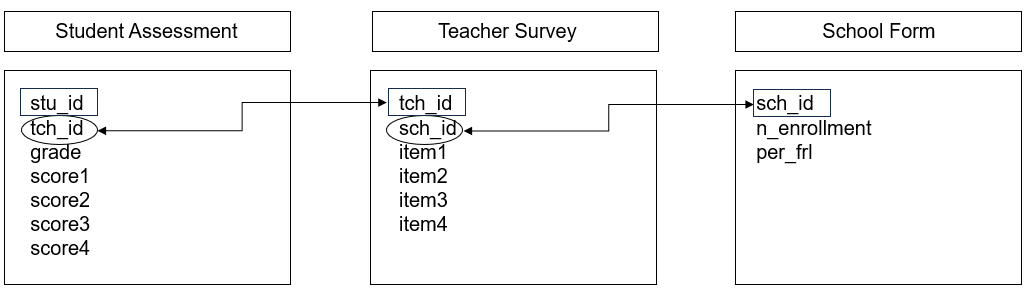 Student Assessment
stu_id
tch_id
grade
score1
score2
score3
score4
Teacher Survey
tch_id
sch_id
item1
item2
item3
item4
School Form
sch_id
n_enrollment
per_frl